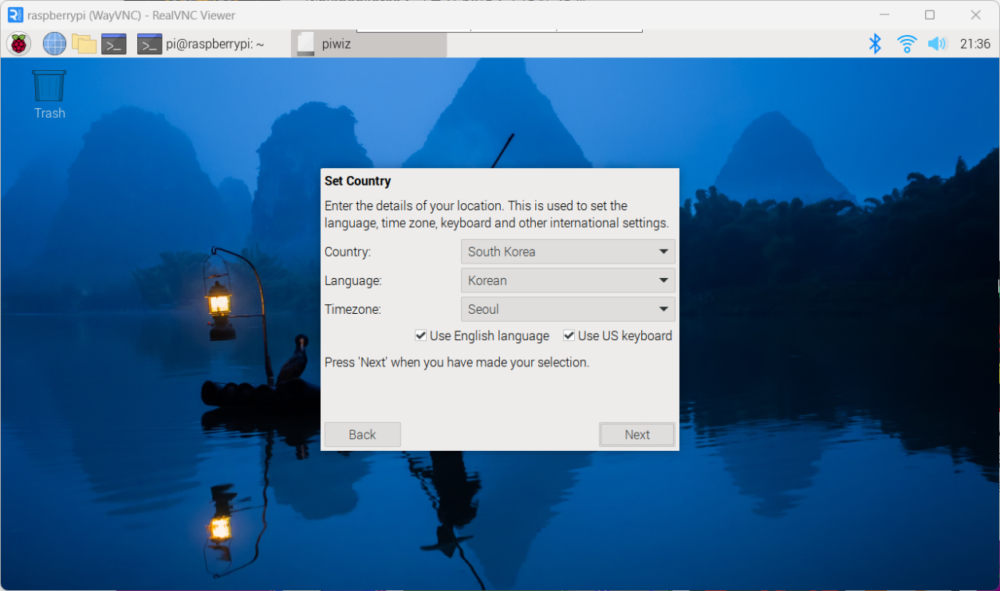 raspberrypi (WayVNC) - RealVNC Viewer
pi@raspberrypi: ~
piwiz
21:36
Trash
Set Country
Enter the details of your location. This is used to set the
language, time zone, keyboard and other international settings.
Country: South Korea
Language: Korean
Timezone: Seoul
Use English language Use US keyboard
Press 'Next' when you have made your selection.
Back Next